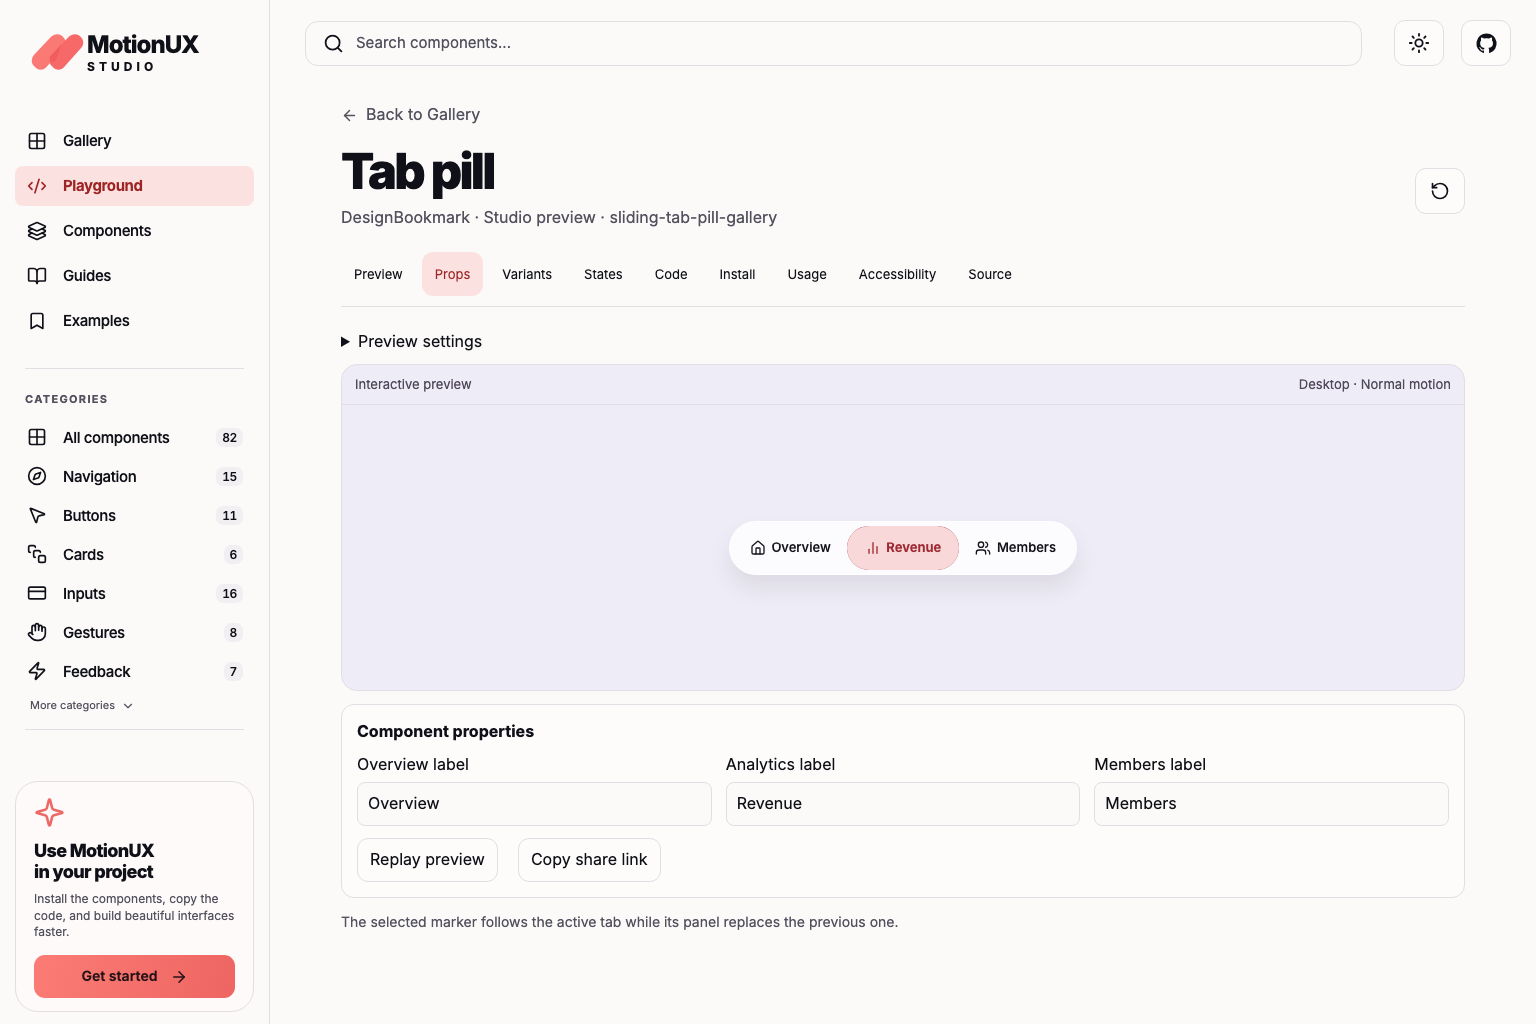 MotionUX
STUDIO
Search components...
Gallery
Playground
Components
Guides
Examples
CATEGORIES
All components 82
Navigation 15
Buttons 11
Cards 6
Inputs 16
Gestures 8
Feedback 7
More categories
Use MotionUX
in your project
Install the components, copy the
code, and build beautiful interfaces
faster.
Get started
Back to Gallery
Tab pill
DesignBookmark · Studio preview · sliding-tab-pill-gallery
Preview Props Variants States Code Install Usage Accessibility Source
Preview settings
Interactive preview Desktop · Normal motion
Overview Revenue Members
Component properties
Overview label Analytics label Members label
Overview Revenue Members
Replay preview Copy share link
The selected marker follows the active tab while its panel replaces the previous one.